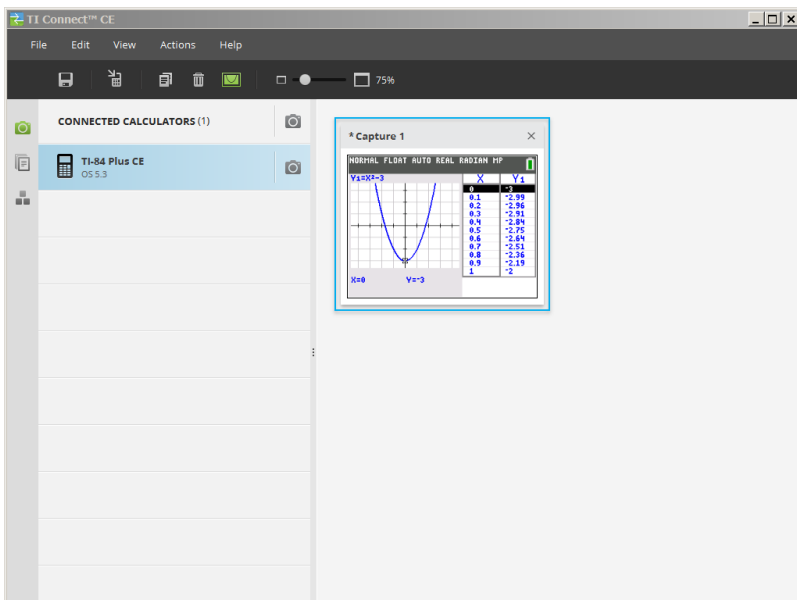 TI Connect™ CE
File Edit View Actions Help
75%
CONNECTED CALCULATORS (1)
TI-84 Plus CE
OS 5.3
*Capture 1
NORMAL FLOAT AUTO REAL RADIAN MP
Y1=X²-3
X Y1
0 -3
0.1 -2.99
0.2 -2.96
0.3 -2.91
0.4 -2.84
0.5 -2.75
0.6 -2.64
0.7 -2.51
0.8 -2.36
0.9 -2.19
1 -2
X=0 Y=-3